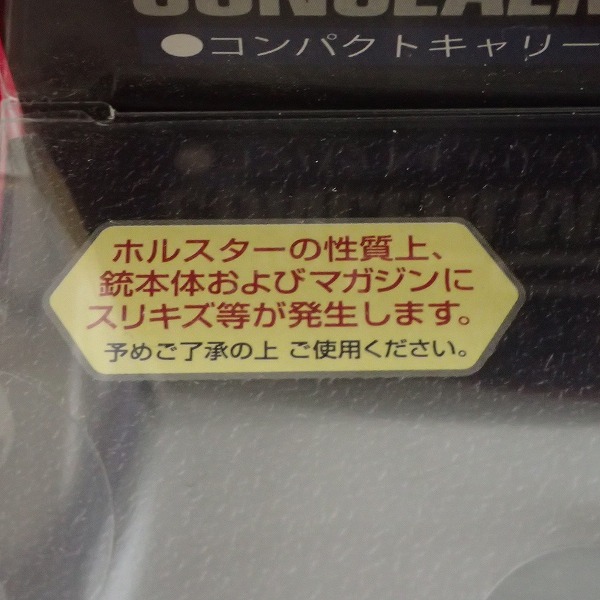 ●コンパクトキャリー
ホルスターの性質上、
銃本体およびマガジンに
スリキズ等が発生します。
予めご了承の上 ご使用ください。